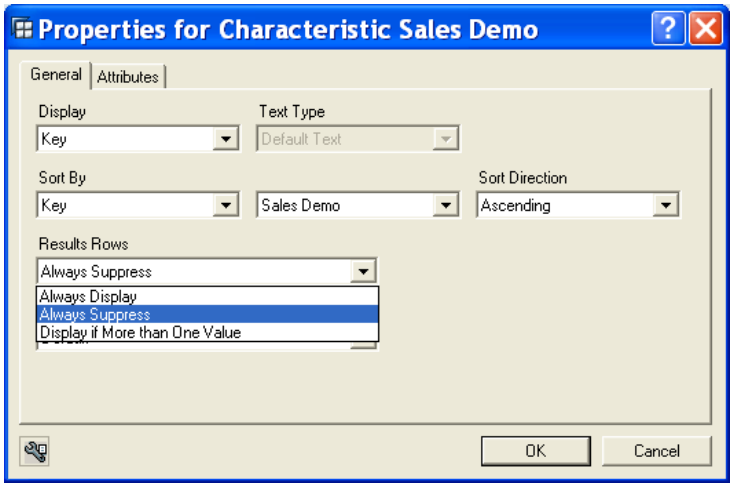 Properties for Characteristic Sales Demo
General Attributes
Display Text Type
Key Default Text
Sort By Sort Direction
Key Sales Demo Ascending
Results Rows
Always Suppress
Always Display
Always Suppress
Display if More than One Value
OK Cancel